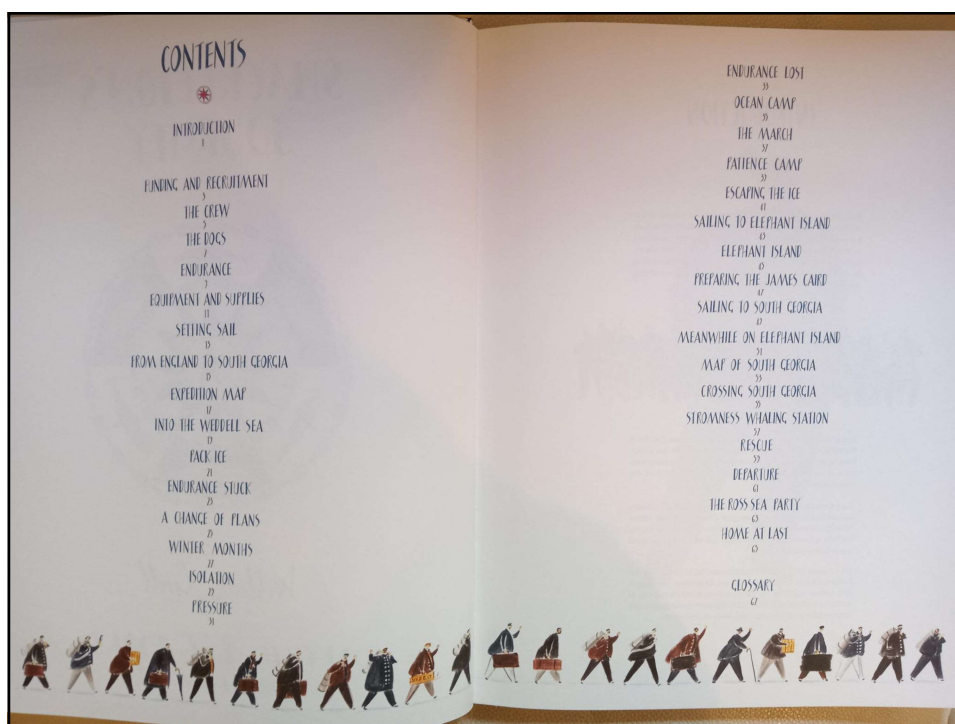 CONTENTS
INTRODUCTION
1
FUNDING AND RECRUITMENT
3
THE CREW
5
THE DOGS
7
ENDURANCE
9
EQUIPMENT AND SUPPLIES
11
SETTING SAIL
13
FROM ENGLAND TO SOUTH GEORGIA
15
EXPEDITION MAP
17
INTO THE WEDDELL SEA
19
PACK ICE
21
ENDURANCE STUCK
23
A CHANGE OF PLANS
25
WINTER MONTHS
27
ISOLATION
29
PRESSURE
31
ENDURANCE LOST
33
OCEAN CAMP
35
THE MARCH
37
PATIENCE CAMP
39
ESCAPING THE ICE
41
SAILING TO ELEPHANT ISLAND
43
ELEPHANT ISLAND
45
PREPARING THE JAMES CAIRD
47
SAILING TO SOUTH GEORGIA
49
MEANWHILE ON ELEPHANT ISLAND
51
MAP OF SOUTH GEORGIA
53
CROSSING SOUTH GEORGIA
55
STROMNESS WHALING STATION
57
RESCUE
59
DEPARTURE
61
THE ROSS SEA PARTY
63
HOME AT LAST
65
GLOSSARY
67